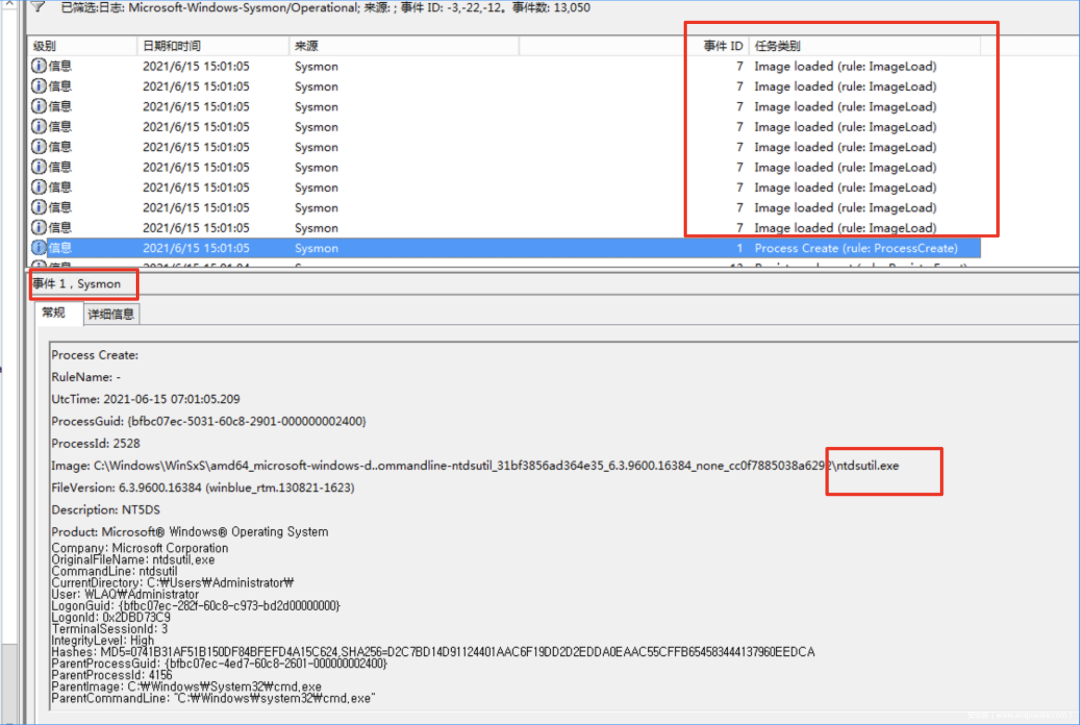 已筛选:日志: Microsoft-Windows-Sysmon/Operational; 来源: ; 事件 ID: -3,-22,-12。事件数: 13,050
级别 日期和时间 来源 事件 ID 任务类别
信息 2021/6/15 15:01:05 Sysmon 7 Image loaded (rule: ImageLoad)
信息 2021/6/15 15:01:05 Sysmon 7 Image loaded (rule: ImageLoad)
信息 2021/6/15 15:01:05 Sysmon 7 Image loaded (rule: ImageLoad)
信息 2021/6/15 15:01:05 Sysmon 7 Image loaded (rule: ImageLoad)
信息 2021/6/15 15:01:05 Sysmon 7 Image loaded (rule: ImageLoad)
信息 2021/6/15 15:01:05 Sysmon 7 Image loaded (rule: ImageLoad)
信息 2021/6/15 15:01:05 Sysmon 7 Image loaded (rule: ImageLoad)
信息 2021/6/15 15:01:05 Sysmon 7 Image loaded (rule: ImageLoad)
信息 2021/6/15 15:01:05 Sysmon 7 Image loaded (rule: ImageLoad)
信息 2021/6/15 15:01:05 Sysmon 1 Process Create (rule: ProcessCreate)
事件 1，Sysmon
常规 详细信息
Process Create:
RuleName: -
UtcTime: 2021-06-15 07:01:05.209
ProcessGuid: {bfbc07ec-5031-60c8-2901-000000002400}
ProcessId: 2528
Image: C:\Windows\WinSxS\amd64_microsoft-windows-d..ommandline-ntdsutil_31bf3856ad364e35_6.3.9600.16384_none_cc0f7885038a6292\ntdsutil.exe
FileVersion: 6.3.9600.16384 (winblue_rtm.130821-1623)
Description: NT5DS
Product: Microsoft® Windows® Operating System
Company: Microsoft Corporation
OriginalFileName: ntdsutil.exe
CommandLine: ntdsutil
CurrentDirectory: C:₩Users₩Administrator₩
User: WLAQ₩Administrator
LogonGuid: {bfbc07ec-282f-60c8-c973-bd2d00000000}
LogonId: 0x2DBD73C9
TerminalSessionId: 3
IntegrityLevel: High
Hashes: MD5=0741B31AF51B150DF84BFEFD4A15C624,SHA256=D2C7BD14D91124401AAC6F19DD2D2EDDA0EAAC55CFFB654583444137960EEDCA
ParentProcessGuid: {bfbc07ec-4ed7-60c8-2601-000000002400}
ParentProcessId: 4156
ParentImage: C:₩Windows₩System32₩cmd.exe
ParentCommandLine: "C:₩Windows₩system32₩cmd.exe"